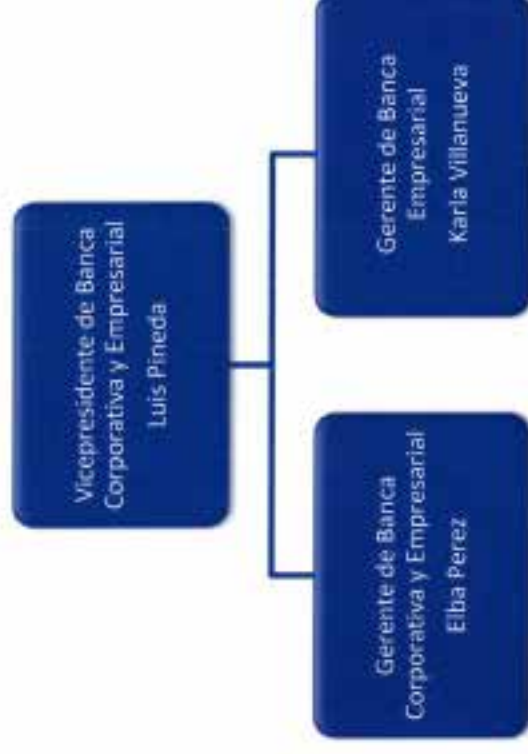 Vicepresidente de Banca
Corporativa y Empresarial
Luis Pineda
Gerente de Banca
Corporativa y Empresarial
Elba Perez
Gerente de Banca
Empresarial
Karla Villanueva